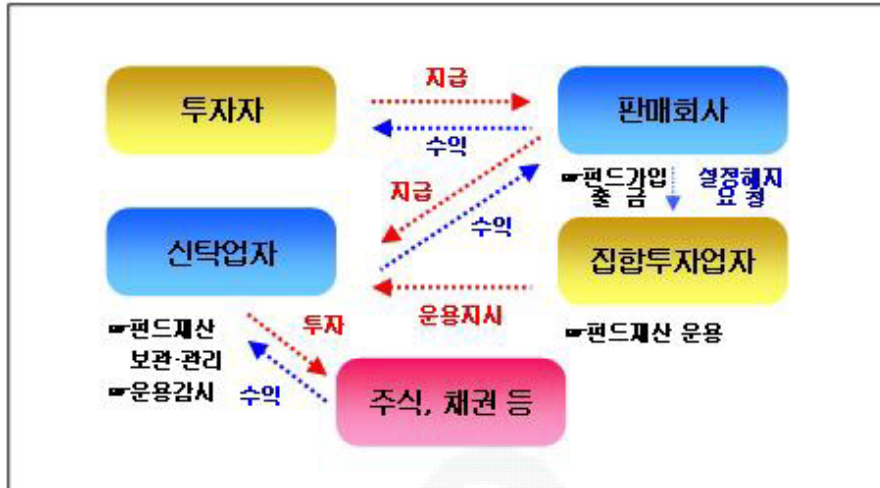 지급
투자자
판매회사
수익
☞펀드가입
출 금
설정해지
요 청
지급
수익
신탁업자
집합투자업자
운용지시
☞펀드재산
보관·관리
☞운용감시
투자
수익
☞펀드재산 운용
주식, 채권 등